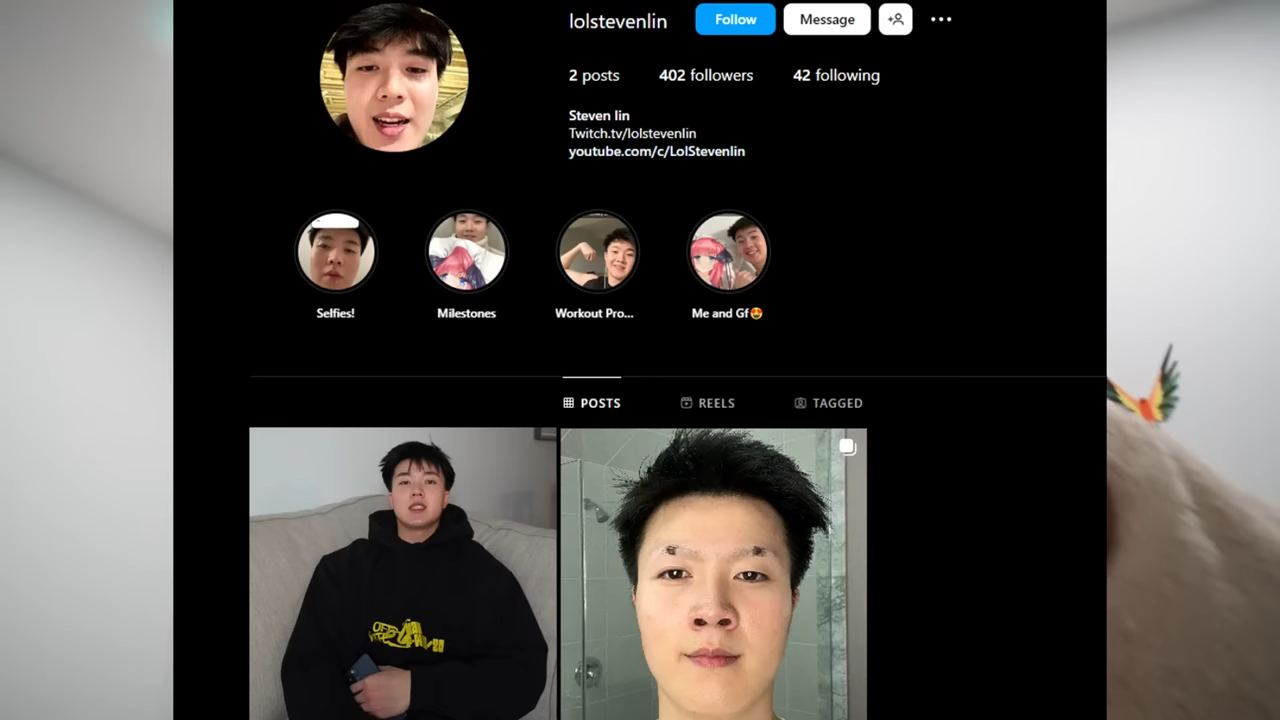 lolstevenlin Follow Message
2 posts 402 followers 42 following
Steven lin
Twitch.tv/lolstevenlin
youtube.com/c/LolStevenlin
Selfies! Milestones Workout Pro... Me and Gf😍
POSTS REELS TAGGED